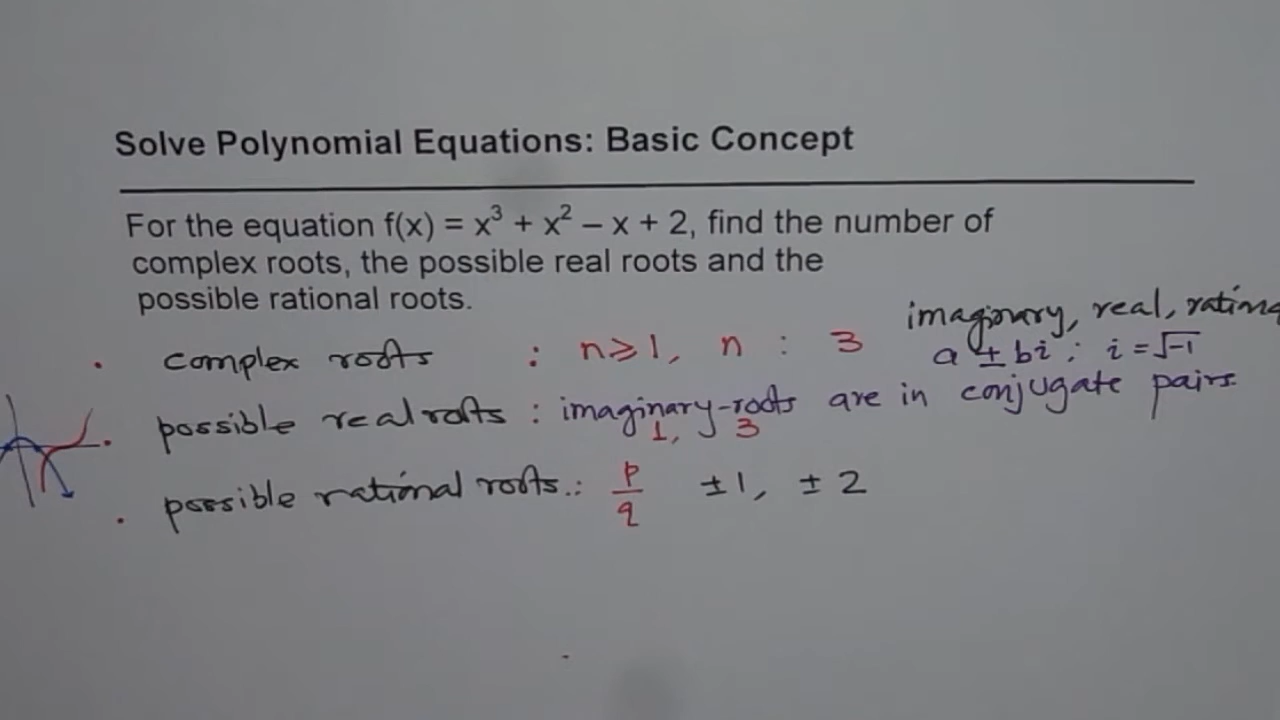 Solve Polynomial Equations: Basic Concept
For the equation f(x) = x³ + x² – x + 2, find the number of
complex roots, the possible real roots and the
possible rational roots.
imaginary, real, rationa
• complex roots : n⩾1, n : 3
a ± bi ; i = √-1
• possible real roots : imaginary-roots are in conjugate pairs
1, 3
• possible rational roots.: p/q ±1, ±2